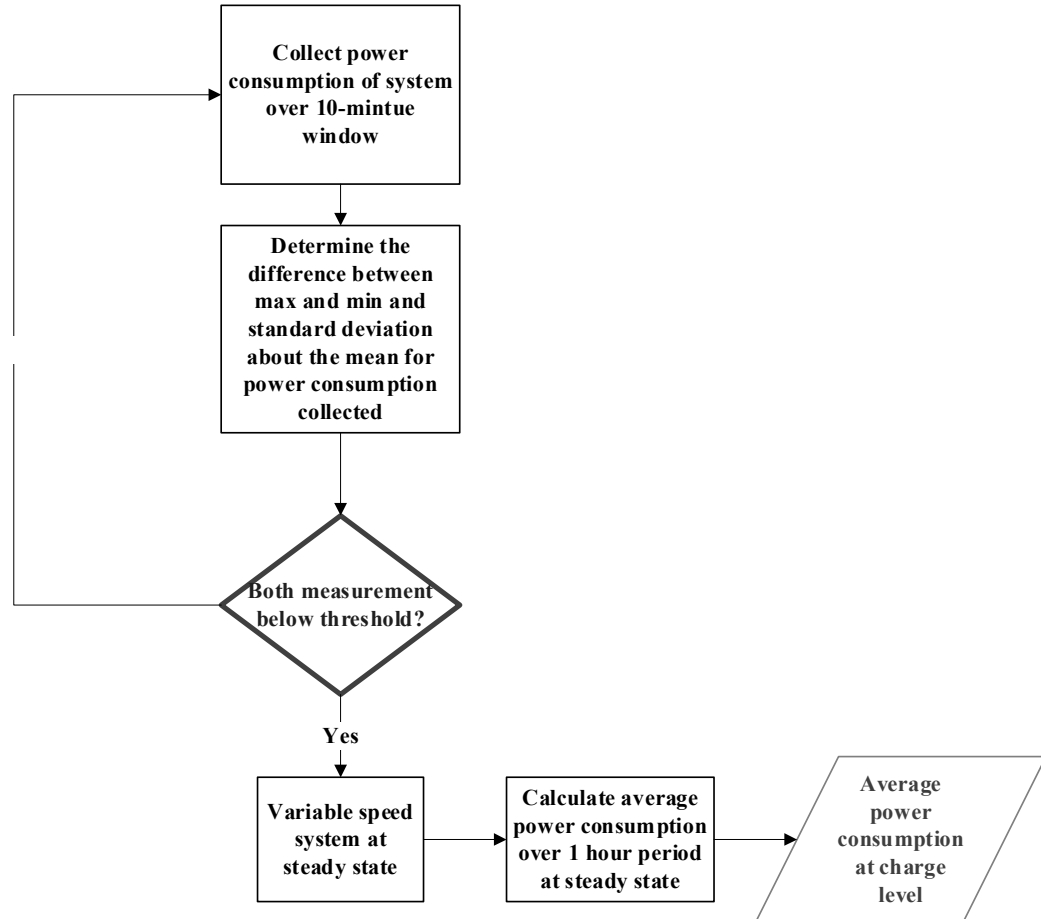 Collect power
consumption of system
over 10-mintue
window
Determine the
difference between
max and min and
standard deviation
about the mean for
power consumption
collected
Both measurement
below threshold?
Yes
Variable speed
system at
steady state
Calculate average
power consumption
over 1 hour period
at steady state
Average
power
consumption
at charge
level